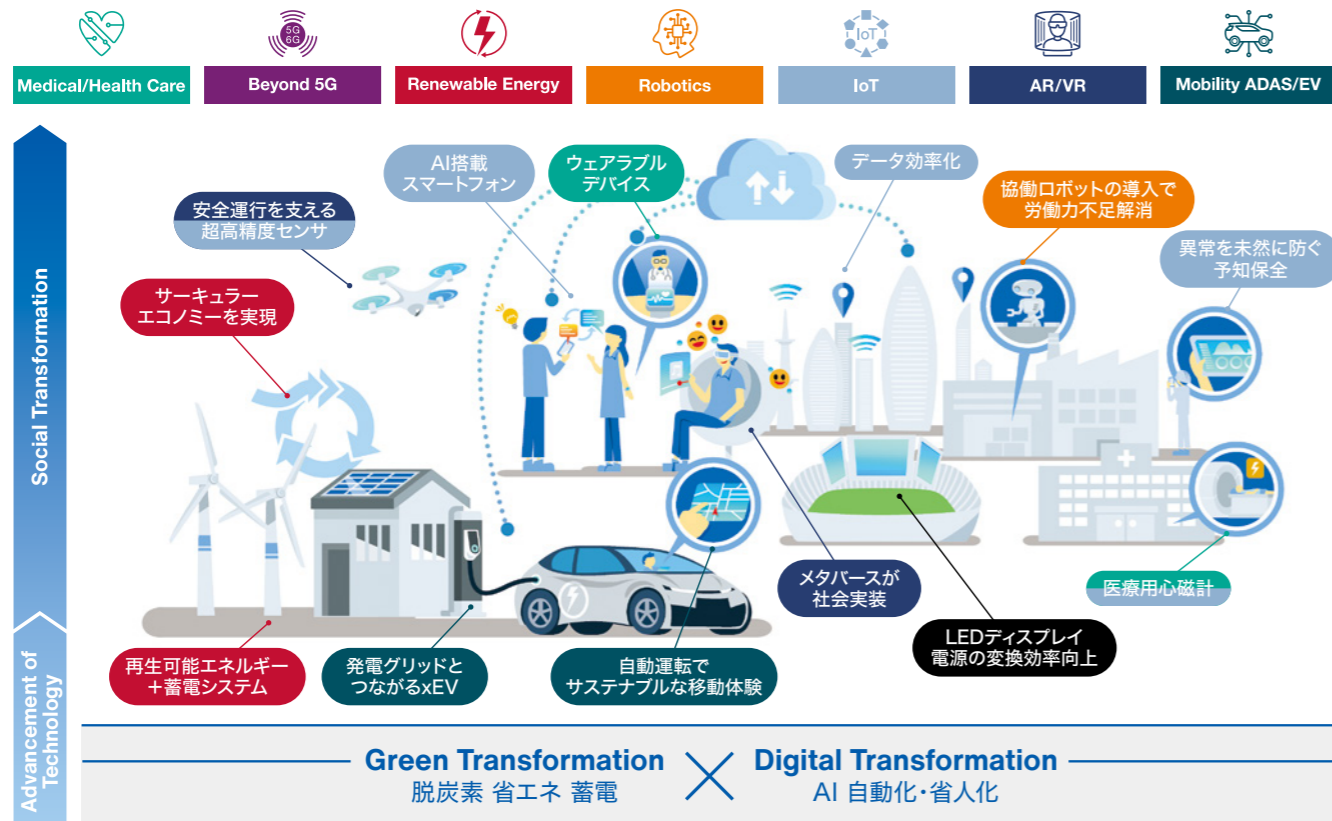 5G
6G
IoT
Medical/Health Care
Beyond 5G
Renewable Energy
Robotics
IoT
AR/VR
Mobility ADAS/EV
Social Transformation
Advancement of
Technology
AI搭載
スマートフォン
ウェアラブル
デバイス
データ効率化
協働ロボットの導入で
労働力不足解消
安全運行を支える
超高精度センサ
異常を未然に防ぐ
予知保全
サーキュラー
エコノミーを実現
メタバースが
社会実装
医療用心磁計
LEDディスプレイ
電源の変換効率向上
再生可能エネルギー
＋蓄電システム
発電グリッドと
つながるxEV
自動運転で
サステナブルな移動体験
Green Transformation
脱炭素 省エネ 蓄電
Digital Transformation
AI 自動化・省人化